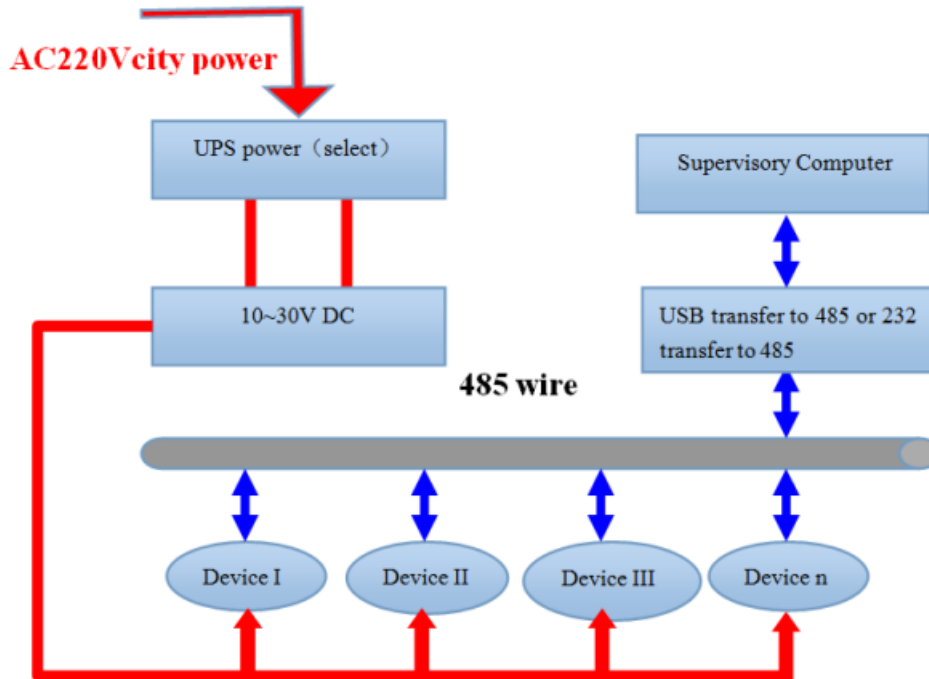 AC220Vcity power
UPS power（select）
Supervisory Computer
10~30V DC
USB transfer to 485 or 232
transfer to 485
485 wire
Device I
Device II
Device III
Device n